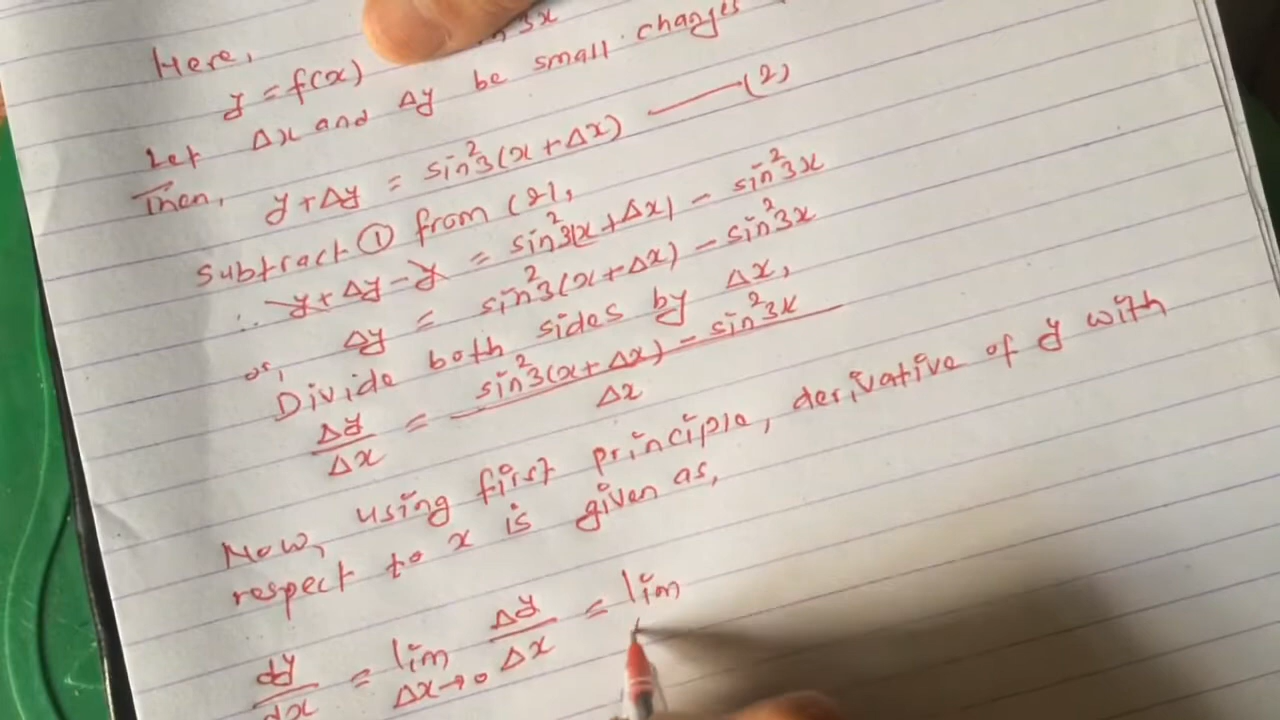 Here, 3x
y = f(x)
Let Δx and Δy be small changes
Then, y + Δy = sin²3(x + Δx) —— (2)
Subtract ① from (2),
∴ y + Δy - y = sin²3(x + Δx) - sin²3x
or, Δy = sin²3(x + Δx) - sin²3x
Divide both sides by Δx,
Δy/Δx = (sin²3(x + Δx) - sin²3x)/Δx
Now, using first principle, derivative of y with
respect to x is given as,
dy/dx = lim Δx→0 Δy/Δx = lim